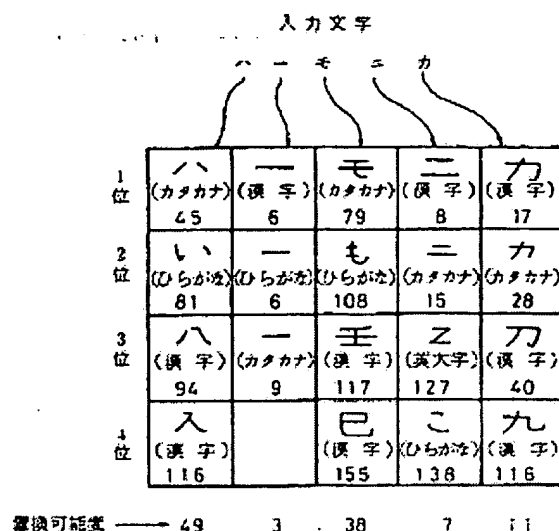 入力文字
ハ ー モ ニ カ
1位 ハ 一 モ 二 力
(カタカナ) (漢字) (カタカナ) (漢字) (漢字)
45 6 79 8 17
2位 い ー も ニ カ
(ひらがな) (ひらがな) (ひらがな) (カタカナ) (カタカナ)
81 6 108 15 28
3位 八 ー 壬 Z 刀
(漢字) (カタカナ) (漢字) (英大字) (漢字)
94 9 117 127 40
4位 入 巳 こ 九
(漢字) (漢字) (ひらがな) (漢字)
116 155 138 118
置換可能度 → 49 3 38 7 11